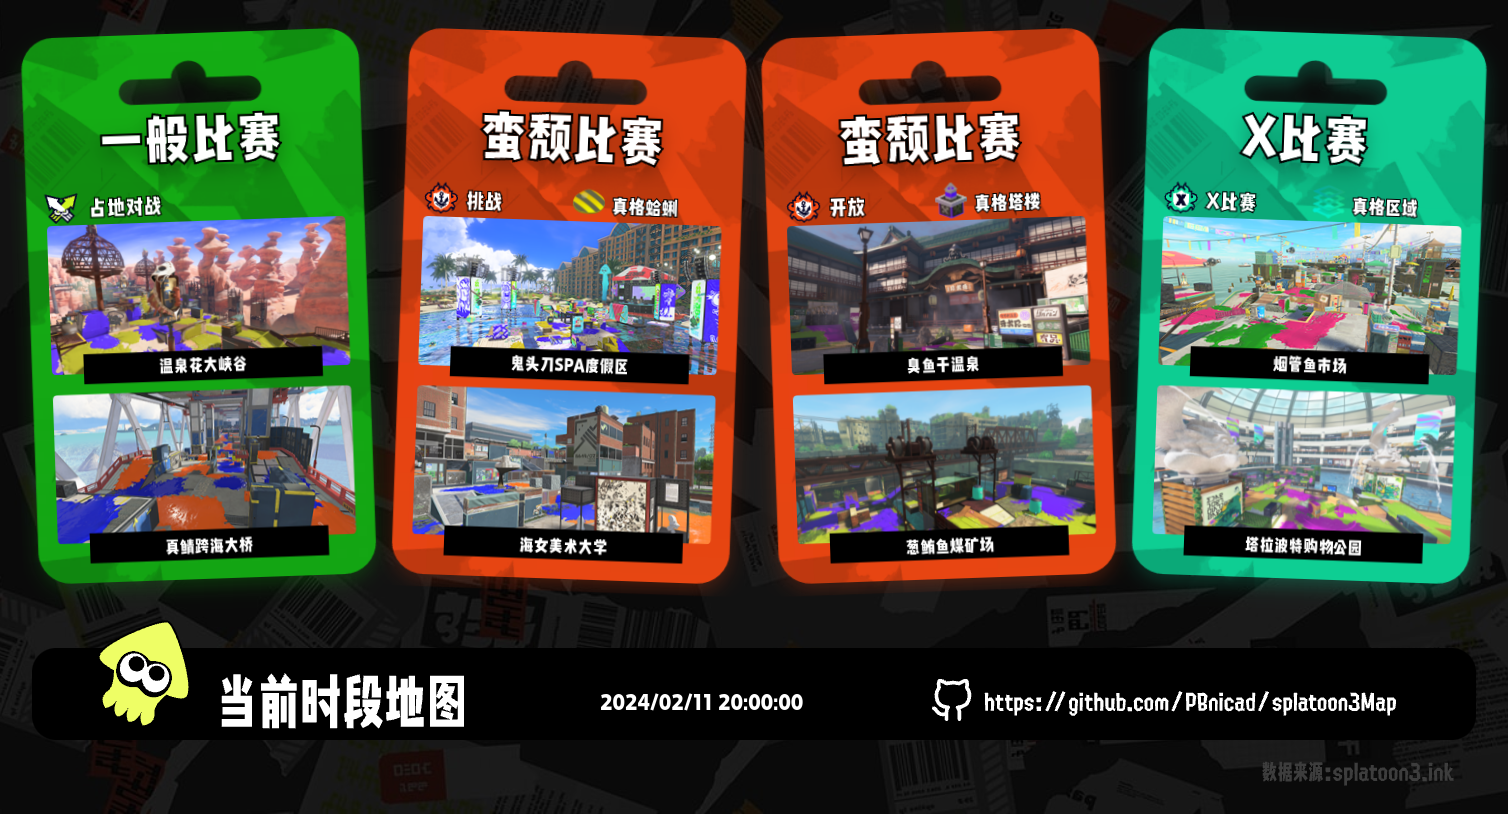 一般比赛
占地对战
温泉花大峡谷
真鲭跨海大桥
蛮颓比赛
挑战
真格蛤蜊
鬼头刀SPA度假区
海女美术大学
蛮颓比赛
开放
真格塔楼
臭鱼干温泉
葱鲔鱼煤矿场
X比赛
X比赛
真格区域
烟管鱼市场
塔拉波特购物公园
当前时段地图
2024/02/11 20:00:00
https://github.com/PBnicad/splatoon3Map
数据来源:splatoon3.ink